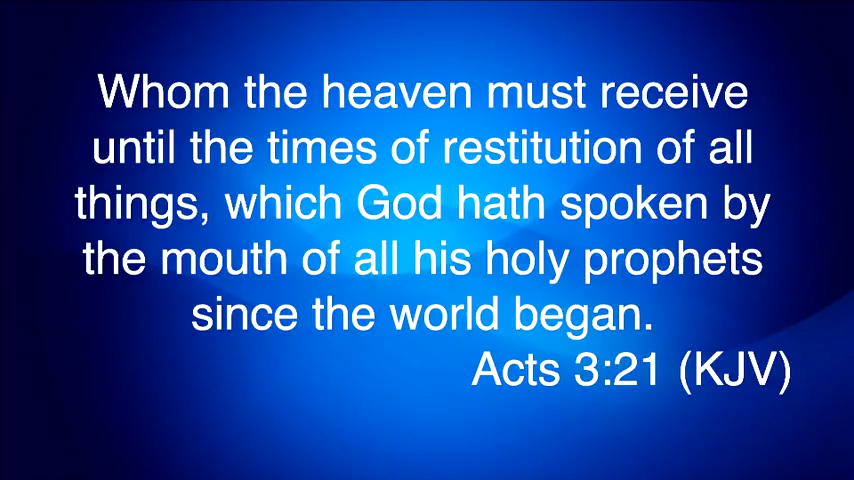 Whom the heaven must receive
until the times of restitution of all
things, which God hath spoken by
the mouth of all his holy prophets
since the world began.
Acts 3:21 (KJV)